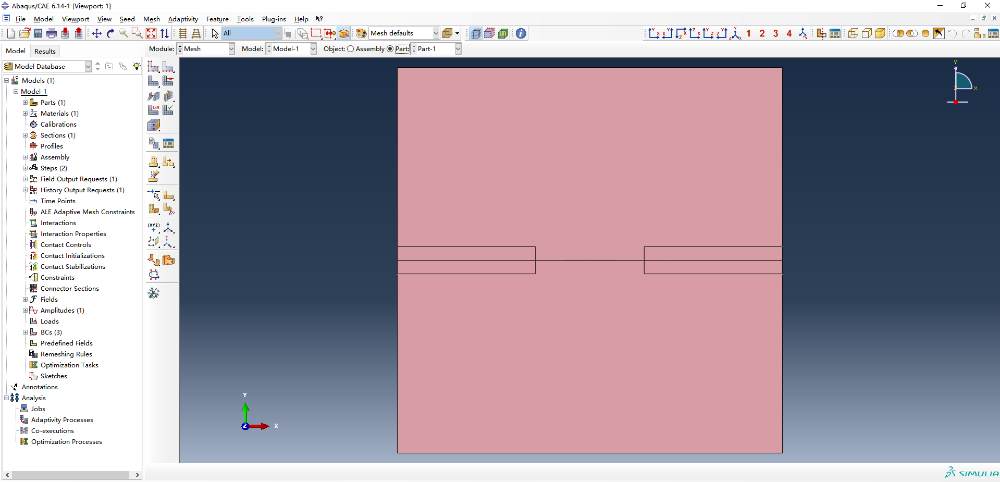 Abaqus/CAE 6.14-1 [Viewport: 1]
File Model Viewport View Seed Mesh Adaptivity Feature Tools Plug-ins Help
All Mesh defaults 1 2 3 4
Model Results Module: Mesh Model: Model-1 Object: Assembly Part: Part-1
Model Database
Models (1)
Model-1
Parts (1)
Materials (1)
Calibrations
Sections (1)
Profiles
Assembly
Steps (2)
Field Output Requests (1)
History Output Requests (1)
Time Points
ALE Adaptive Mesh Constraints
Interactions
Interaction Properties
Contact Controls
Contact Initializations
Contact Stabilizations
Constraints
Connector Sections
Fields
Amplitudes (1)
Loads
BCs (3)
Predefined Fields
Remeshing Rules
Optimization Tasks
Sketches
Annotations
Analysis
Jobs
Adaptivity Processes
Co-executions
Optimization Processes
S4R
(XYZ)
Y
X
Z
Y
Z
X
SIMULIA